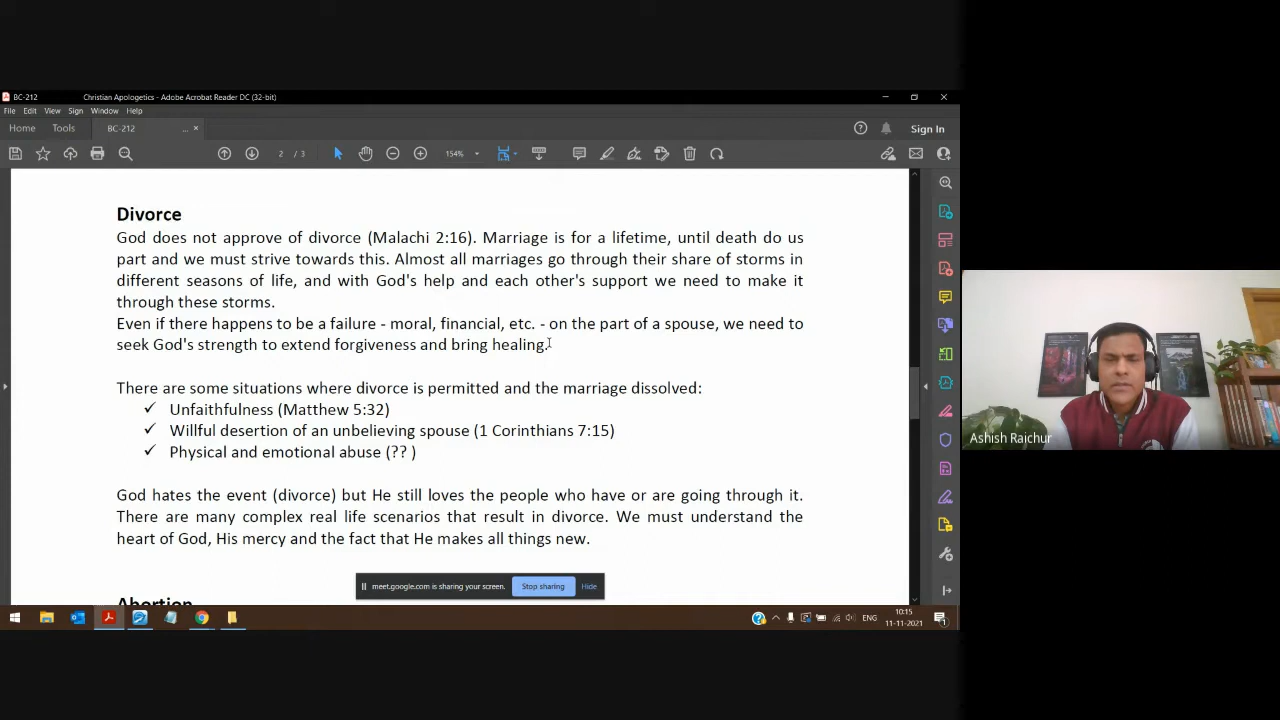 BC-212 Christian Apologetics - Adobe Acrobat Reader DC (32-bit)
File Edit View Sign Window Help
Home Tools BC-212 ... × Sign In
2 / 3 154%
Divorce
God does not approve of divorce (Malachi 2:16). Marriage is for a lifetime, until death do us
part and we must strive towards this. Almost all marriages go through their share of storms in
different seasons of life, and with God's help and each other's support we need to make it
through these storms.
Even if there happens to be a failure - moral, financial, etc. - on the part of a spouse, we need to
seek God's strength to extend forgiveness and bring healing.
There are some situations where divorce is permitted and the marriage dissolved:
✓ Unfaithfulness (Matthew 5:32)
✓ Willful desertion of an unbelieving spouse (1 Corinthians 7:15)
✓ Physical and emotional abuse (?? )
God hates the event (divorce) but He still loves the people who have or are going through it.
There are many complex real life scenarios that result in divorce. We must understand the
heart of God, His mercy and the fact that He makes all things new.
Abortion
meet.google.com is sharing your screen. Stop sharing Hide
Ashish Raichur
ENG 10:15
11-11-2021